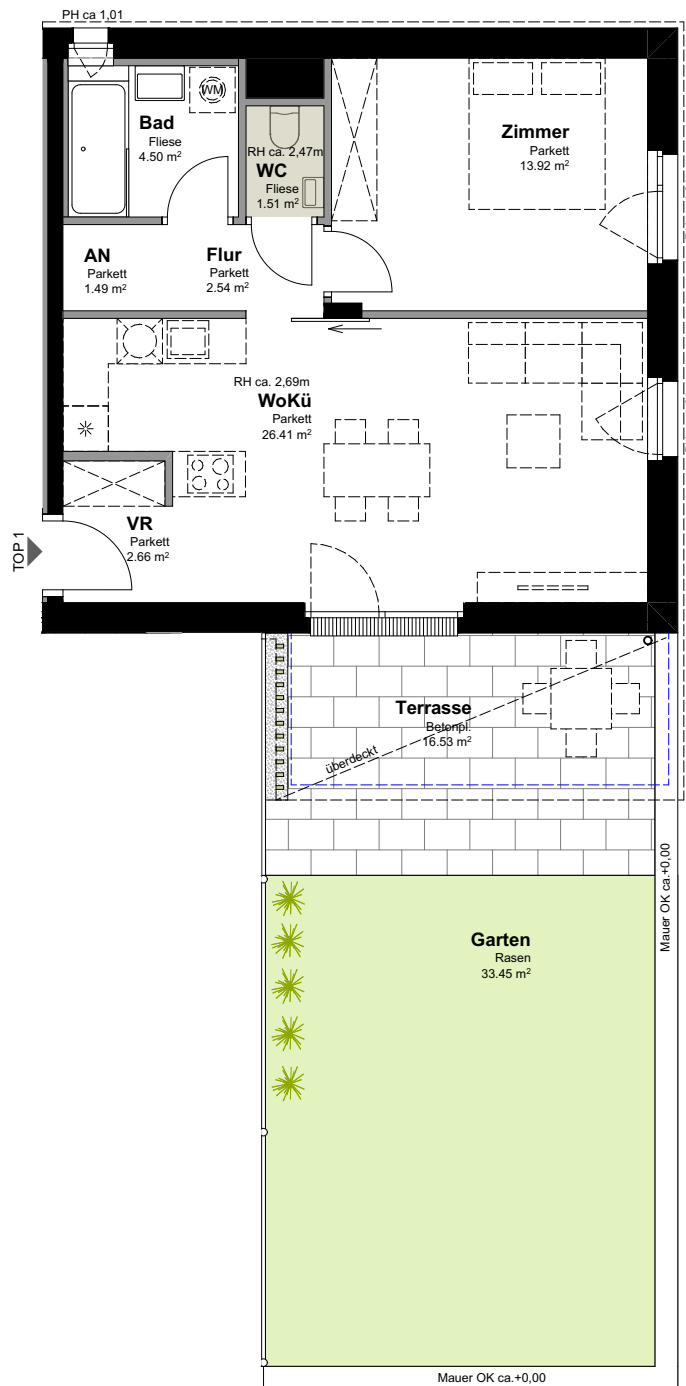 PH ca 1,01
Bad
Fliese
4.50 m²
WM
RH ca. 2,47m
WC
Fliese
1.51 m²
Zimmer
Parkett
13.92 m²
AN
Parkett
1.49 m²
Flur
Parkett
2.54 m²
RH ca. 2,69m
WoKü
Parkett
26.41 m²
VR
Parkett
2.66 m²
TOP 1
Terrasse
Betonpl.
16.53 m²
überdeckt
Mauer OK ca.+0,00
Garten
Rasen
33.45 m²
Mauer OK ca.+0,00